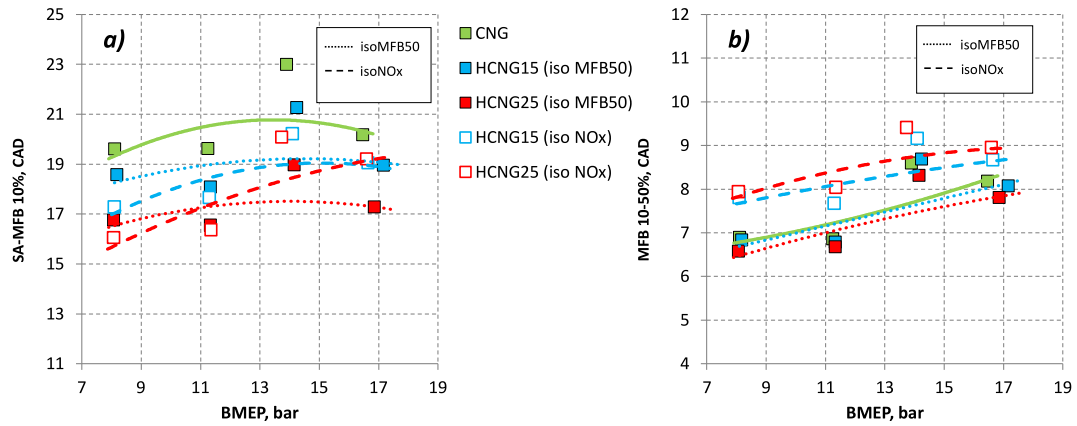 a)
isoMFB50
isoNOx
SA-MFB 10%, CAD
25
23
21
19
17
15
13
11
7
9
11
13
15
17
19
BMEP, bar
CNG
HCNG15 (iso MFB50)
HCNG25 (iso MFB50)
HCNG15 (iso NOx)
HCNG25 (iso NOx)
b)
isoMFB50
isoNOx
MFB 10-50%, CAD
12
11
10
9
8
7
6
5
4
7
9
11
13
15
17
19
BMEP, bar